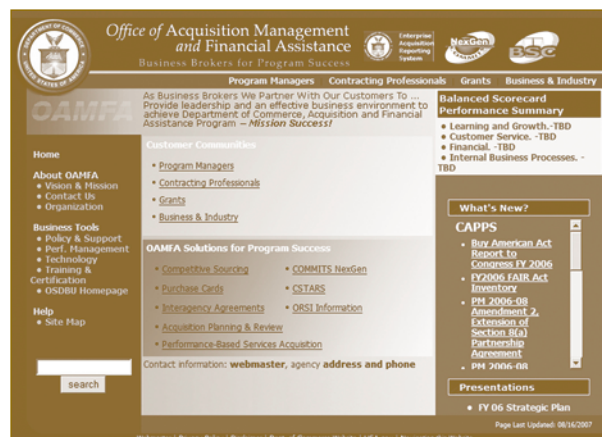 Office of Acquisition Management
and Financial Assistance
Business Brokers for Program Success
Enterprise
Acquisition
Reporting
System
NexGen
COMMITS
BSC
Program Managers Contracting Professionals Grants Business & Industry
OAMFA
As Business Brokers We Partner With Our Customers To ...
Provide leadership and an effective business environment to
achieve Department of Commerce, Acquisition and Financial
Assistance Program – Mission Success!
Balanced Scorecard
Performance Summary
• Learning and Growth.-TBD
• Customer Service. -TBD
• Financial. -TBD
• Internal Business Processes. -
TBD
Home
About OAMFA
• Vision & Mission
• Contact Us
• Organization
Business Tools
• Policy & Support
• Perf. Management
• Technology
• Training &
Certification
• OSDBU Homepage
Help
• Site Map
search
Customer Communities
• Program Managers
• Contracting Professionals
• Grants
• Business & Industry
OAMFA Solutions for Program Success
• Competitive Sourcing • COMMITS NexGen
• Purchase Cards • CSTARS
• Interagency Agreements • ORSI Information
• Acquisition Planning & Review
• Performance-Based Services Acquisition
Contact information: webmaster, agency address and phone
What's New?
CAPPS
• Buy American Act
Report to
Congress FY 2006
• FY2006 FAIR Act
Inventory
• PM 2006-08
Amendment 2,
Extension of
Section 8(a)
Partnership
Agreement
• PM 2006-08
Presentations
• FY 06 Strategic Plan
Page Last Updated: 08/16/2007